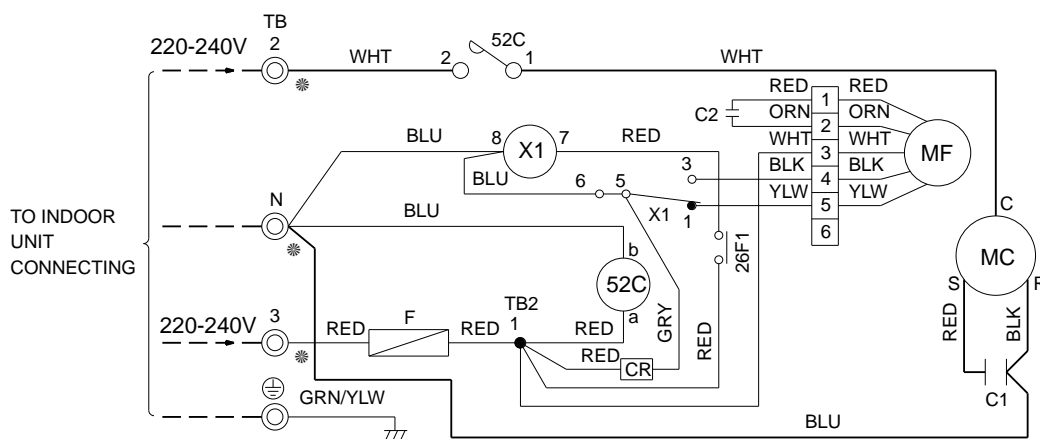 TB
220-240V
2
WHT
2
52C
1
WHT
RED
1
RED
C2
ORN
2
ORN
WHT
3
WHT
MF
BLK
4
BLK
YLW
5
YLW
6
BLU
8
X1
7
RED
3
BLU
6
5
X1
1
TO INDOOR
UNIT
CONNECTING
N
BLU
b
52C
a
26F1
C
MC
S
R
220-240V
3
RED
F
RED
TB2
1
RED
GRY
RED
RED
CR
RED
BLK
C1
GRN/YLW
BLU